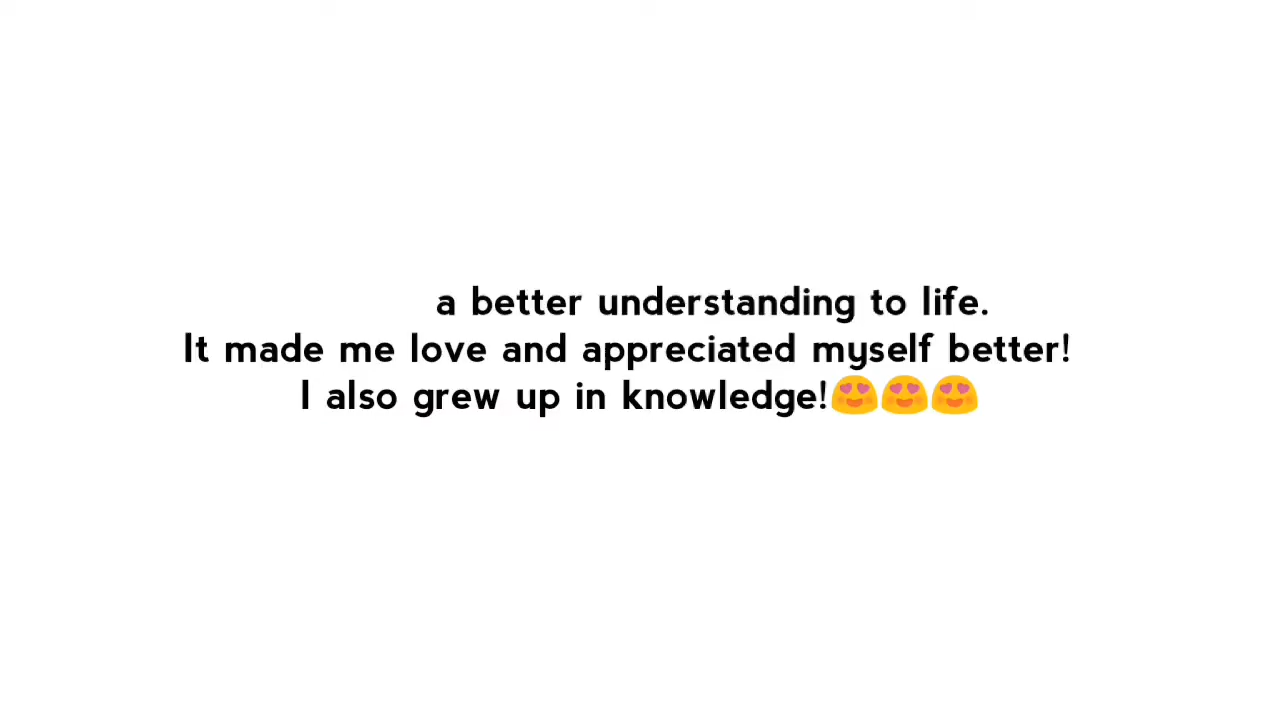 a better understanding to life.
It made me love and appreciated myself better!
I also grew up in knowledge!😍😍😍